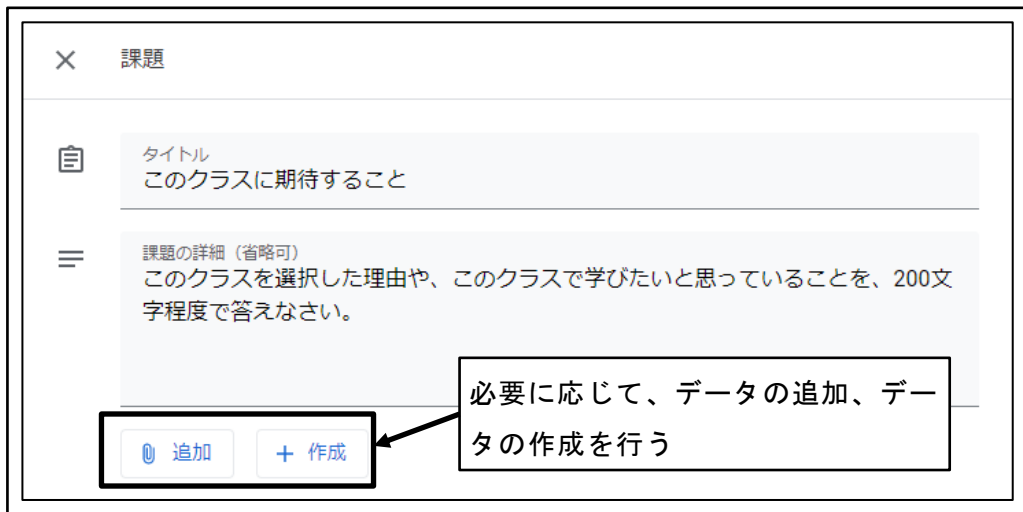 課題
タイトル
このクラスに期待すること
課題の詳細（省略可）
このクラスを選択した理由や、このクラスで学びたいと思っていることを、200文
字程度で答えなさい。
必要に応じて、データの追加、デー
タの作成を行う
追加
作成